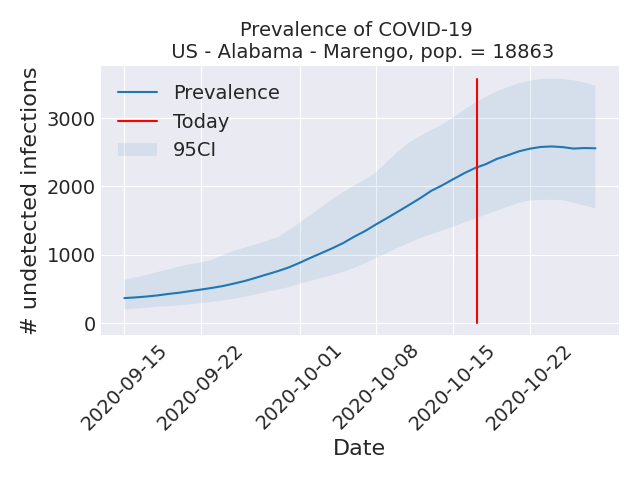 Prevalence of COVID-19
US - Alabama - Marengo, pop. = 18863
# undetected infections
3000
2000
1000
0
Prevalence
Today
95CI
2020-09-15
2020-09-22
2020-10-01
2020-10-08
2020-10-15
2020-10-22
Date